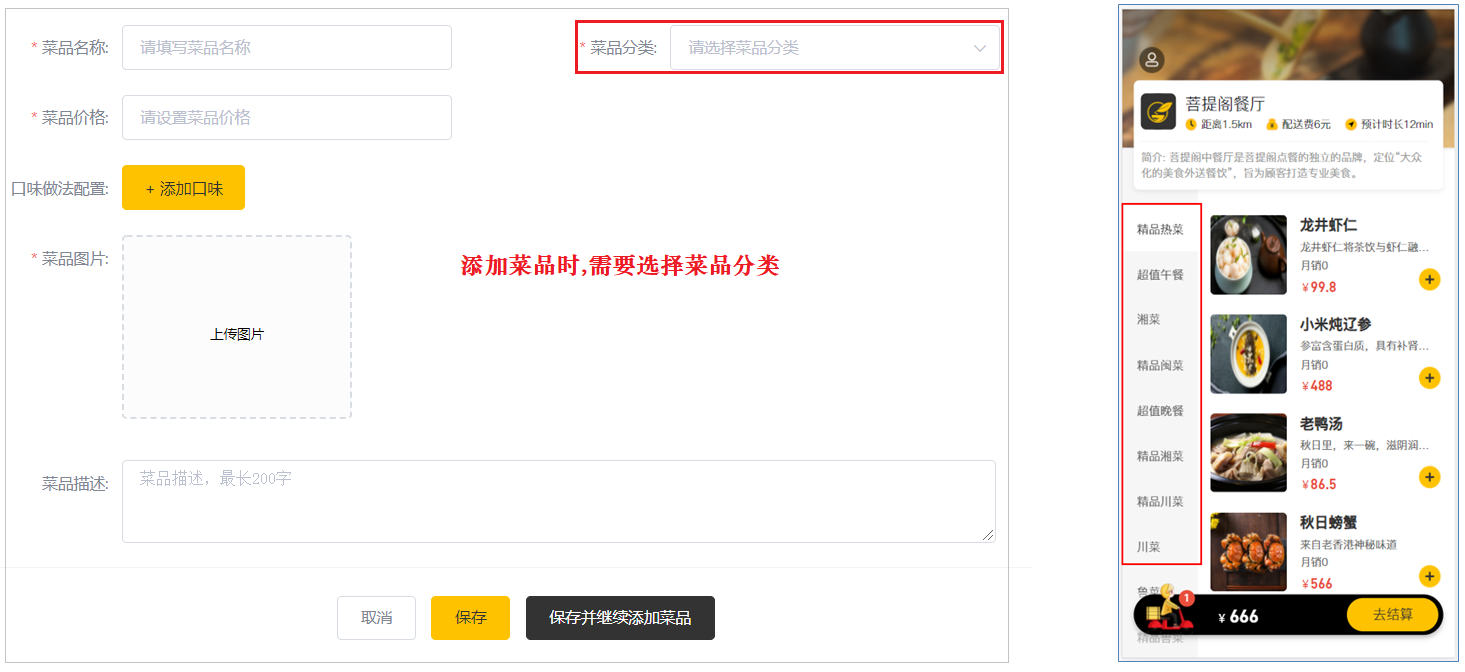 * 菜品名称: 请填写菜品名称
* 菜品分类: 请选择菜品分类
* 菜品价格: 请设置菜品价格
口味做法配置: + 添加口味
* 菜品图片: 上传图片
添加菜品时,需要选择菜品分类
菜品描述: 菜品描述，最长200字
取消 保存 保存并继续添加菜品
菩提阁餐厅
距离1.5km 配送费6元 预计时长12min
简介: 菩提阁中餐厅是菩提阁点餐的独立的品牌，定位“大众
化的美食外送餐饮”，旨为顾客打造专业美食。
精品热菜
超值午餐
湘菜
精品闽菜
超值晚餐
精品湘菜
精品川菜
川菜
龙井虾仁
龙井虾仁将茶饮与虾仁融...
月销0
¥99.8
小米炖辽参
参富含蛋白质，具有补肾...
月销0
¥488
老鸭汤
秋日里，来一碗，滋阴润...
月销0
¥86.5
秋日螃蟹
来自老香港神秘味道
月销0
¥566
1
¥ 666
去结算